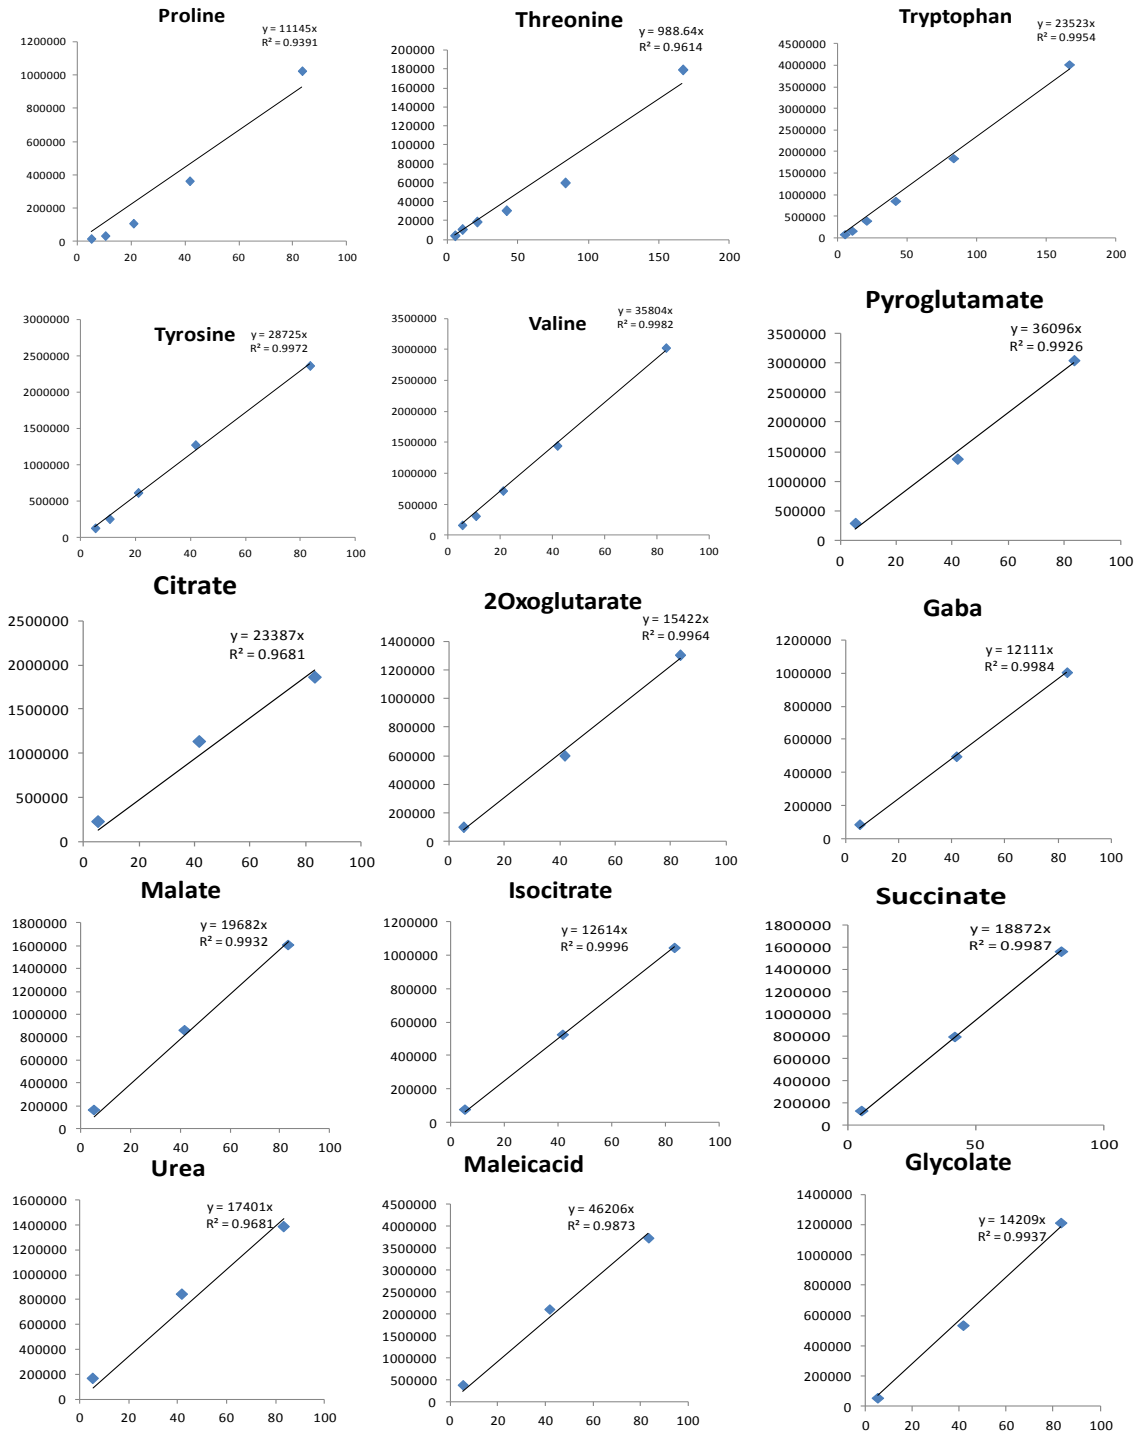 Proline
y = 11145x
R² = 0.9391
1200000
1000000
800000
600000
400000
200000
0
0 20 40 60 80 100
Threonine
y = 988.64x
R² = 0.9614
200000
180000
160000
140000
120000
100000
80000
60000
40000
20000
0
0 50 100 150 200
Tryptophan
y = 23523x
R² = 0.9954
4500000
4000000
3500000
3000000
2500000
2000000
1500000
1000000
500000
0
0 50 100 150 200
Tyrosine
y = 28725x
R² = 0.9972
3000000
2500000
2000000
1500000
1000000
500000
0
0 20 40 60 80 100
Valine
y = 35804x
R² = 0.9982
3500000
3000000
2500000
2000000
1500000
1000000
500000
0
0 20 40 60 80 100
Pyroglutamate
y = 36096x
R² = 0.9926
3500000
3000000
2500000
2000000
1500000
1000000
500000
0
0 20 40 60 80 100
Citrate
y = 23387x
R² = 0.9681
2500000
2000000
1500000
1000000
500000
0
0 20 40 60 80 100
2Oxoglutarate
y = 15422x
R² = 0.9964
1400000
1200000
1000000
800000
600000
400000
200000
0
0 20 40 60 80 100
Gaba
y = 12111x
R² = 0.9984
1200000
1000000
800000
600000
400000
200000
0
0 20 40 60 80 100
Malate
y = 19682x
R² = 0.9932
1800000
1600000
1400000
1200000
1000000
800000
600000
400000
200000
0
0 20 40 60 80 100
Isocitrate
y = 12614x
R² = 0.9996
1200000
1000000
800000
600000
400000
200000
0
0 20 40 60 80 100
Succinate
y = 18872x
R² = 0.9987
1800000
1600000
1400000
1200000
1000000
800000
600000
400000
200000
0
0 50 100
Urea
y = 17401x
R² = 0.9681
1600000
1400000
1200000
1000000
800000
600000
400000
200000
0
0 20 40 60 80 100
Maleicacid
y = 46206x
R² = 0.9873
4500000
4000000
3500000
3000000
2500000
2000000
1500000
1000000
500000
0
0 20 40 60 80 100
Glycolate
y = 14209x
R² = 0.9937
1400000
1200000
1000000
800000
600000
400000
200000
0
0 20 40 60 80 100